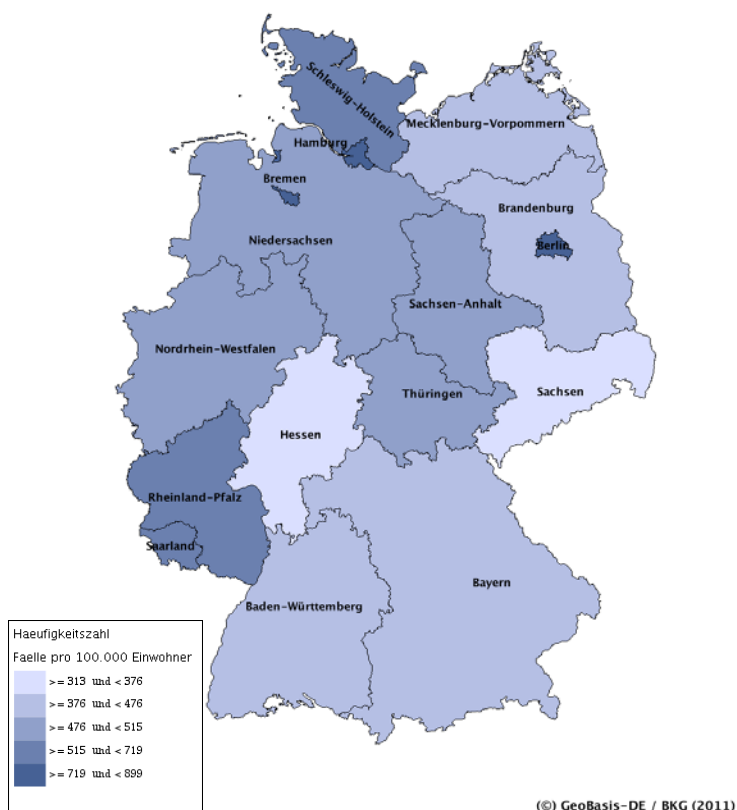 Schleswig-Holstein
Mecklenburg-Vorpommern
Hamburg
Bremen
Brandenburg
Niedersachsen
Berlin
Sachsen-Anhalt
Nordrhein-Westfalen
Thüringen
Sachsen
Hessen
Rheinland-Pfalz
Saarland
Bayern
Baden-Württemberg
Haeufigkeitszahl
Faelle pro 100.000 Einwohner
>= 313 und < 376
>= 376 und < 476
>= 476 und < 515
>= 515 und < 719
>= 719 und < 899
(c) GeoBasis-DE / BKG (2011)